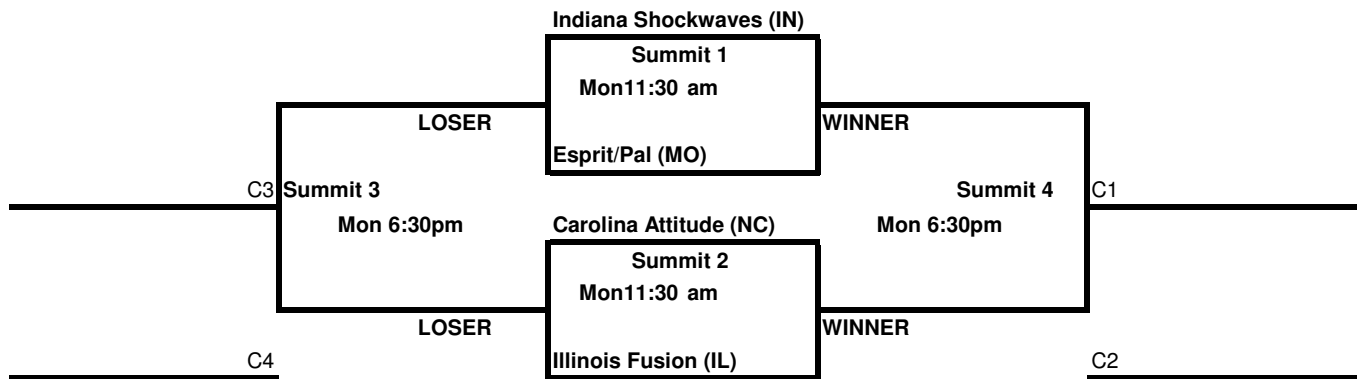 Indiana Shockwaves (IN)
Summit 1
Mon11:30 am
LOSER WINNER
Esprit/Pal (MO)
C3 Summit 3 Summit 4 C1
Mon 6:30pm Carolina Attitude (NC) Mon 6:30pm
Summit 2
Mon11:30 am
LOSER WINNER
C4 Illinois Fusion (IL) C2